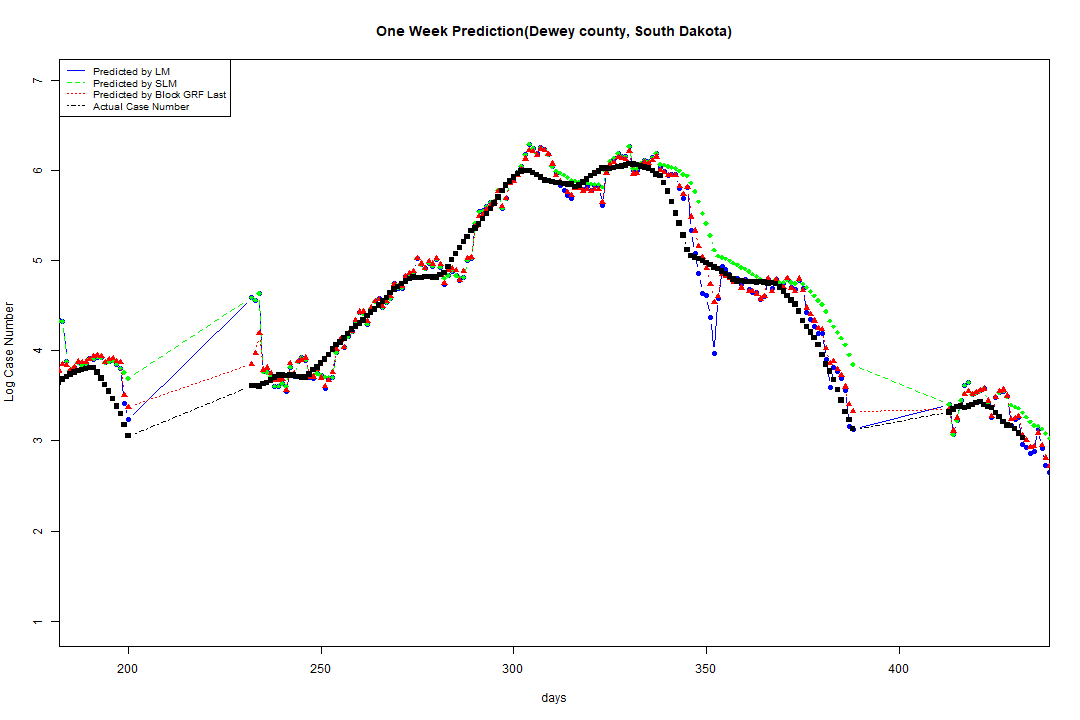 One Week Prediction(Dewey county, South Dakota)
Predicted by LM
Predicted by SLM
Predicted by Block GRF Last
Actual Case Number
Log Case Number
7
6
5
4
3
2
1
200 250 300 350 400
days